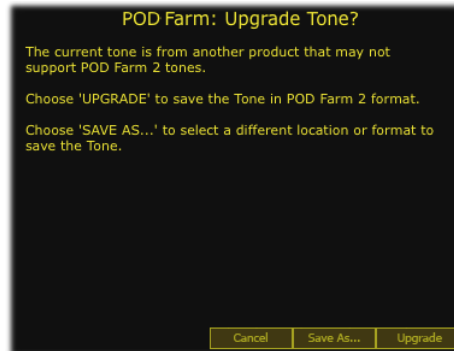 POD Farm: Upgrade Tone?
The current tone is from another product that may not
support POD Farm 2 tones.
Choose 'UPGRADE' to save the Tone in POD Farm 2 format.
Choose 'SAVE AS...' to select a different location or format to
save the Tone.
Cancel
Save As...
Upgrade